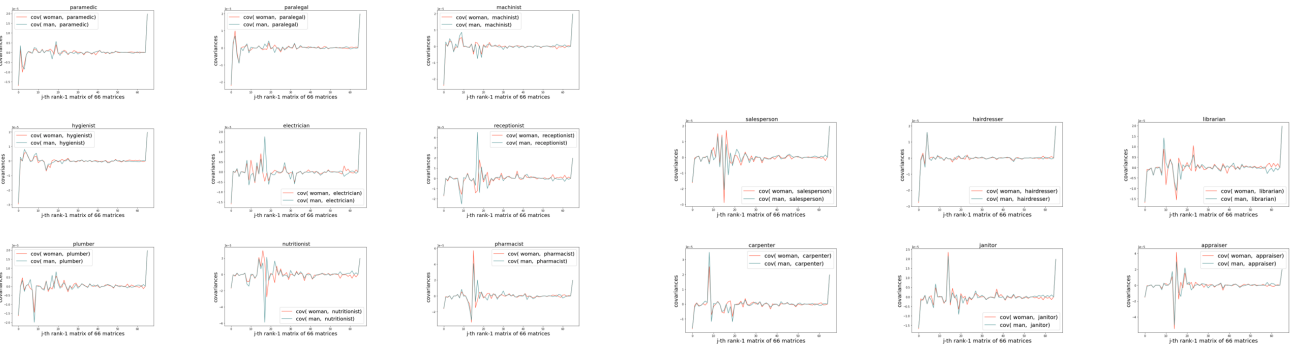 paramedic
cov( woman, paramedic)
cov( man, paramedic)
covariances
j-th rank-1 matrix of 66 matrices
paralegal
cov( woman, paralegal)
cov( man, paralegal)
covariances
j-th rank-1 matrix of 66 matrices
machinist
cov( woman, machinist)
cov( man, machinist)
covariances
j-th rank-1 matrix of 66 matrices
hygienist
cov( woman, hygienist)
cov( man, hygienist)
covariances
j-th rank-1 matrix of 66 matrices
electrician
cov( woman, electrician)
cov( man, electrician)
covariances
j-th rank-1 matrix of 66 matrices
receptionist
cov( woman, receptionist)
cov( man, receptionist)
covariances
j-th rank-1 matrix of 66 matrices
salesperson
cov( woman, salesperson)
cov( man, salesperson)
covariances
j-th rank-1 matrix of 66 matrices
hairdresser
cov( woman, hairdresser)
cov( man, hairdresser)
covariances
j-th rank-1 matrix of 66 matrices
librarian
cov( woman, librarian)
cov( man, librarian)
covariances
j-th rank-1 matrix of 66 matrices
plumber
cov( woman, plumber)
cov( man, plumber)
covariances
j-th rank-1 matrix of 66 matrices
nutritionist
cov( woman, nutritionist)
cov( man, nutritionist)
covariances
j-th rank-1 matrix of 66 matrices
pharmacist
cov( woman, pharmacist)
cov( man, pharmacist)
covariances
j-th rank-1 matrix of 66 matrices
carpenter
cov( woman, carpenter)
cov( man, carpenter)
covariances
j-th rank-1 matrix of 66 matrices
janitor
cov( woman, janitor)
cov( man, janitor)
covariances
j-th rank-1 matrix of 66 matrices
appraiser
cov( woman, appraiser)
cov( man, appraiser)
covariances
j-th rank-1 matrix of 66 matrices